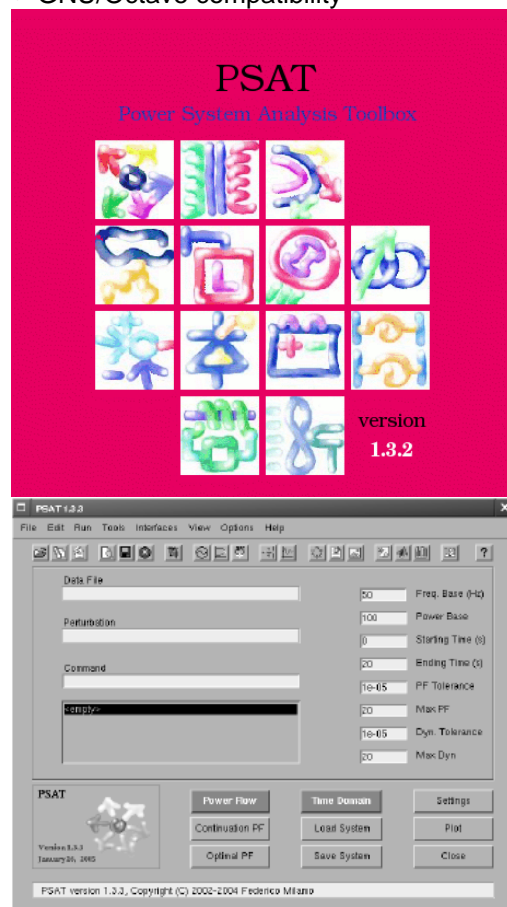 GNU/Octave compatibility
PSAT
Power System Analysis Toolbox
version
1.3.2
PSAT 1.3.3
File Edit Run Tools Interfaces View Options Help
?
Data File
50 Freq. Base (Hz)
100 Power Base
Perturbation
0 Starting Time (s)
20 Ending Time (s)
Command
1e-05 PF Tolerance
<empty>
20 Max PF
1e-05 Dyn. Tolerance
20 Max Dyn
PSAT
Version 1.3.3
January 20, 2005
Power Flow Time Domain Settings
Continuation PF Load System Plot
Optimal PF Save System Close
PSAT version 1.3.3, Copyright (C) 2002-2004 Federico Milano